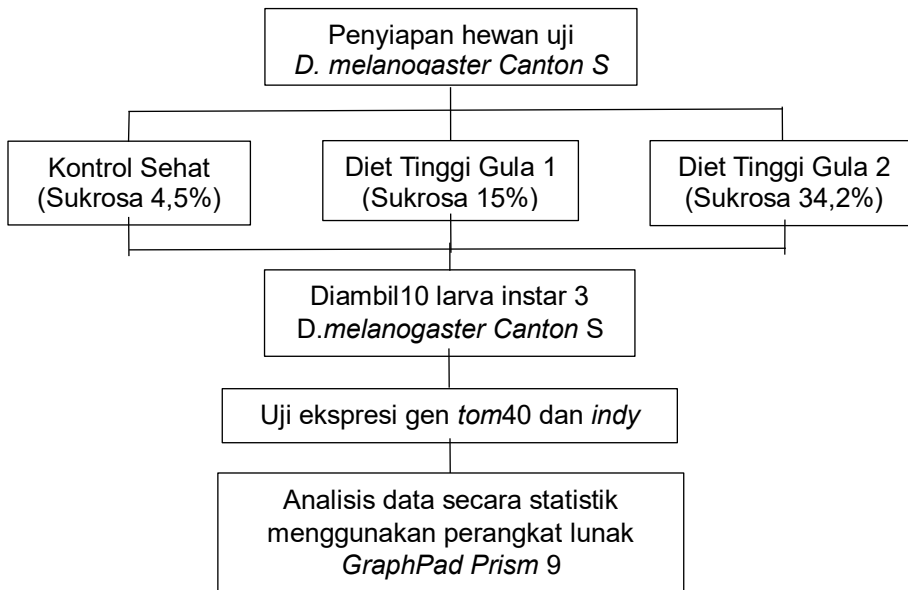 Penyiapan hewan uji
D. melanogaster Canton S
Kontrol Sehat
(Sukrosa 4,5%)
Diet Tinggi Gula 1
(Sukrosa 15%)
Diet Tinggi Gula 2
(Sukrosa 34,2%)
Diambil10 larva instar 3
D.melanogaster Canton S
Uji ekspresi gen tom40 dan indy
Analisis data secara statistik
menggunakan perangkat lunak
GraphPad Prism 9